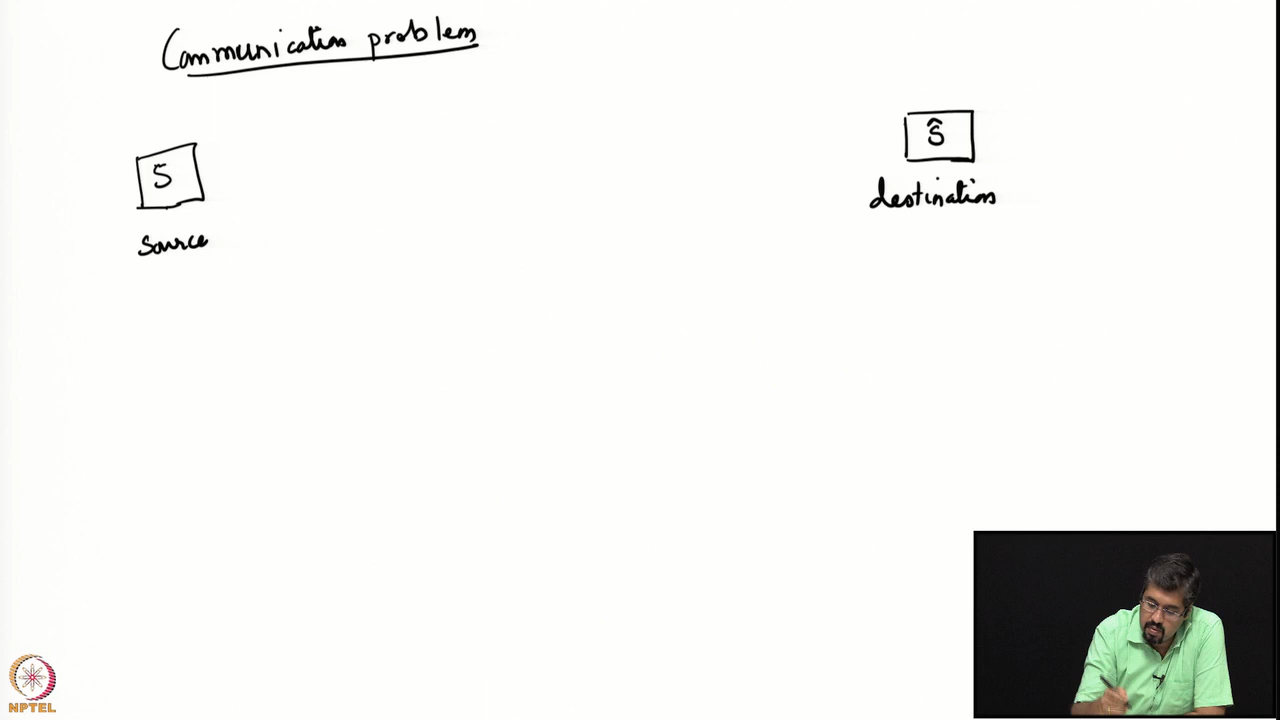 Communication problem
Ŝ
S
destination
source
NPTEL